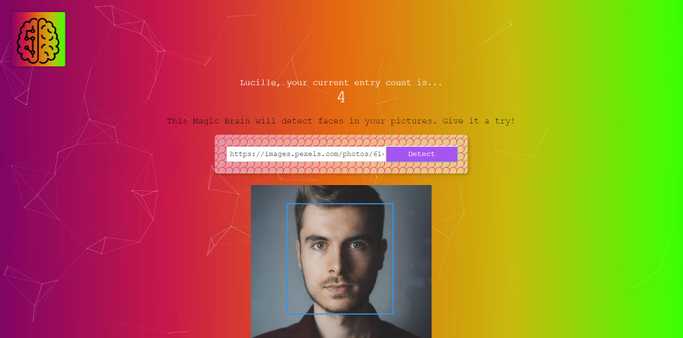 Lucille, your current entry count is...
4
This Magic Brain will detect faces in your pictures. Give it a try!
https://images.pexels.com/photos/61
Detect